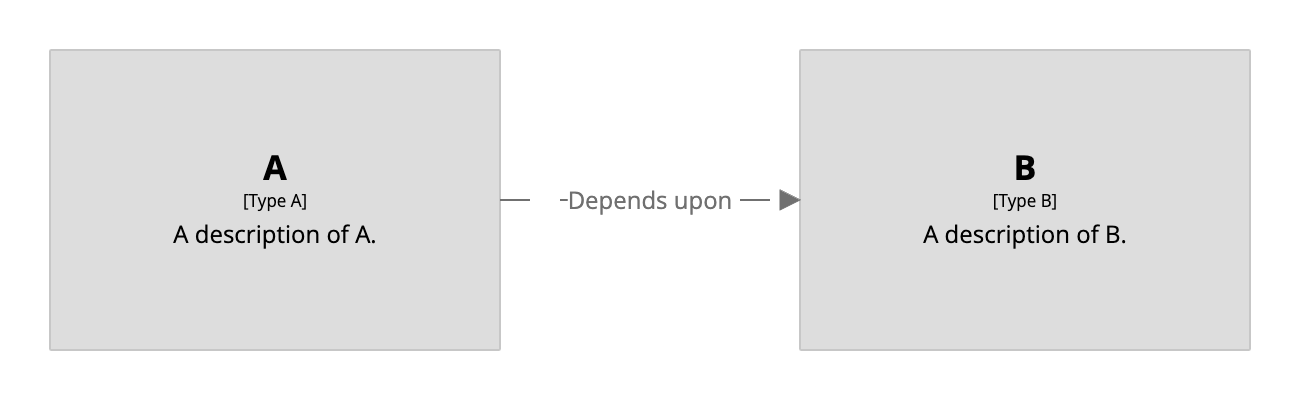 A
[Type A]
A description of A.
Depends upon
B
[Type B]
A description of B.